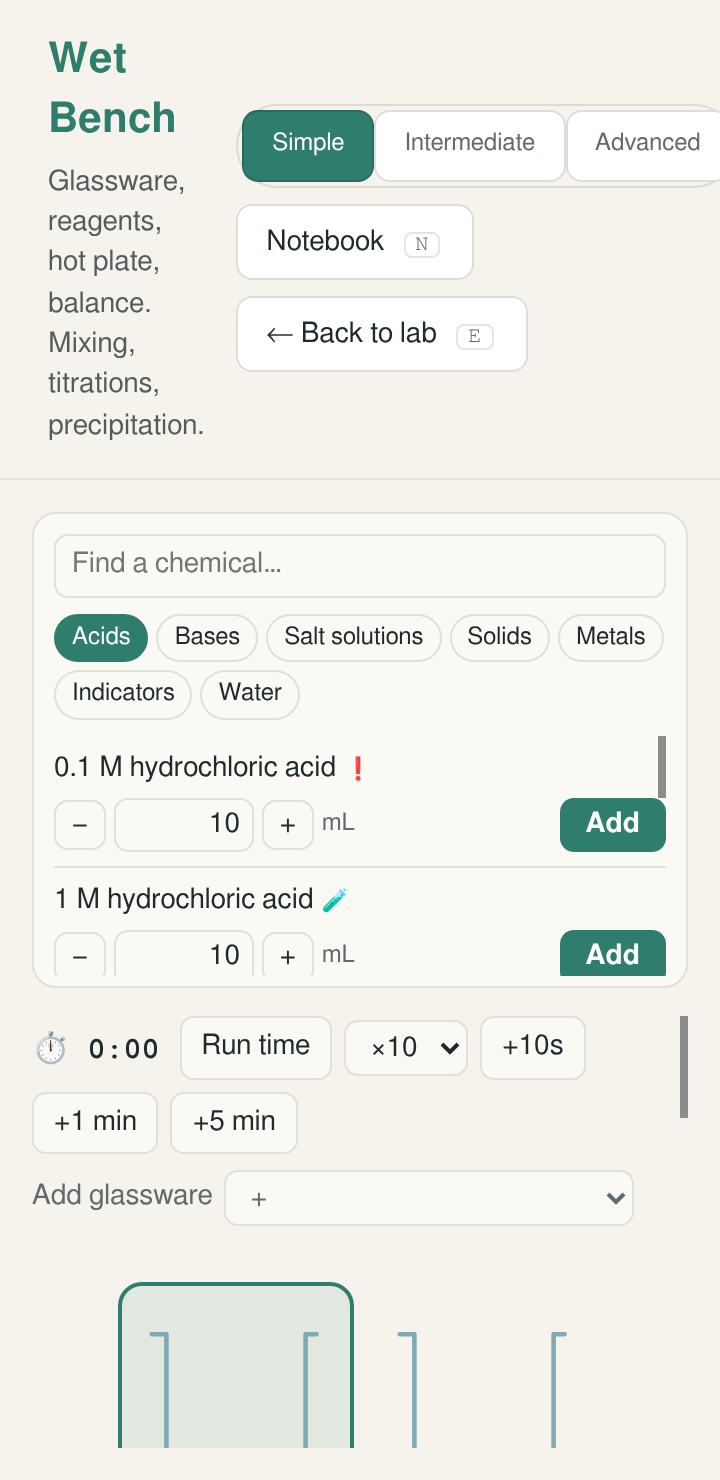 Wet
Bench
Glassware,
reagents,
hot plate,
balance.
Mixing,
titrations,
precipitation.
Simple Intermediate Advanced
Notebook N
← Back to lab E
Find a chemical...
Acids Bases Salt solutions Solids Metals
Indicators Water
0.1 M hydrochloric acid ❗
− 10 + mL Add
1 M hydrochloric acid 🧪
− 10 + mL Add
⏱️ 0:00 Run time ×10 +10s
+1 min +5 min
Add glassware +